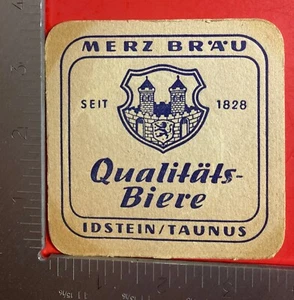 MERZ BRÄU
SEIT 1828
Qualitäts-
Biere
IDSTEIN/TAUNUS